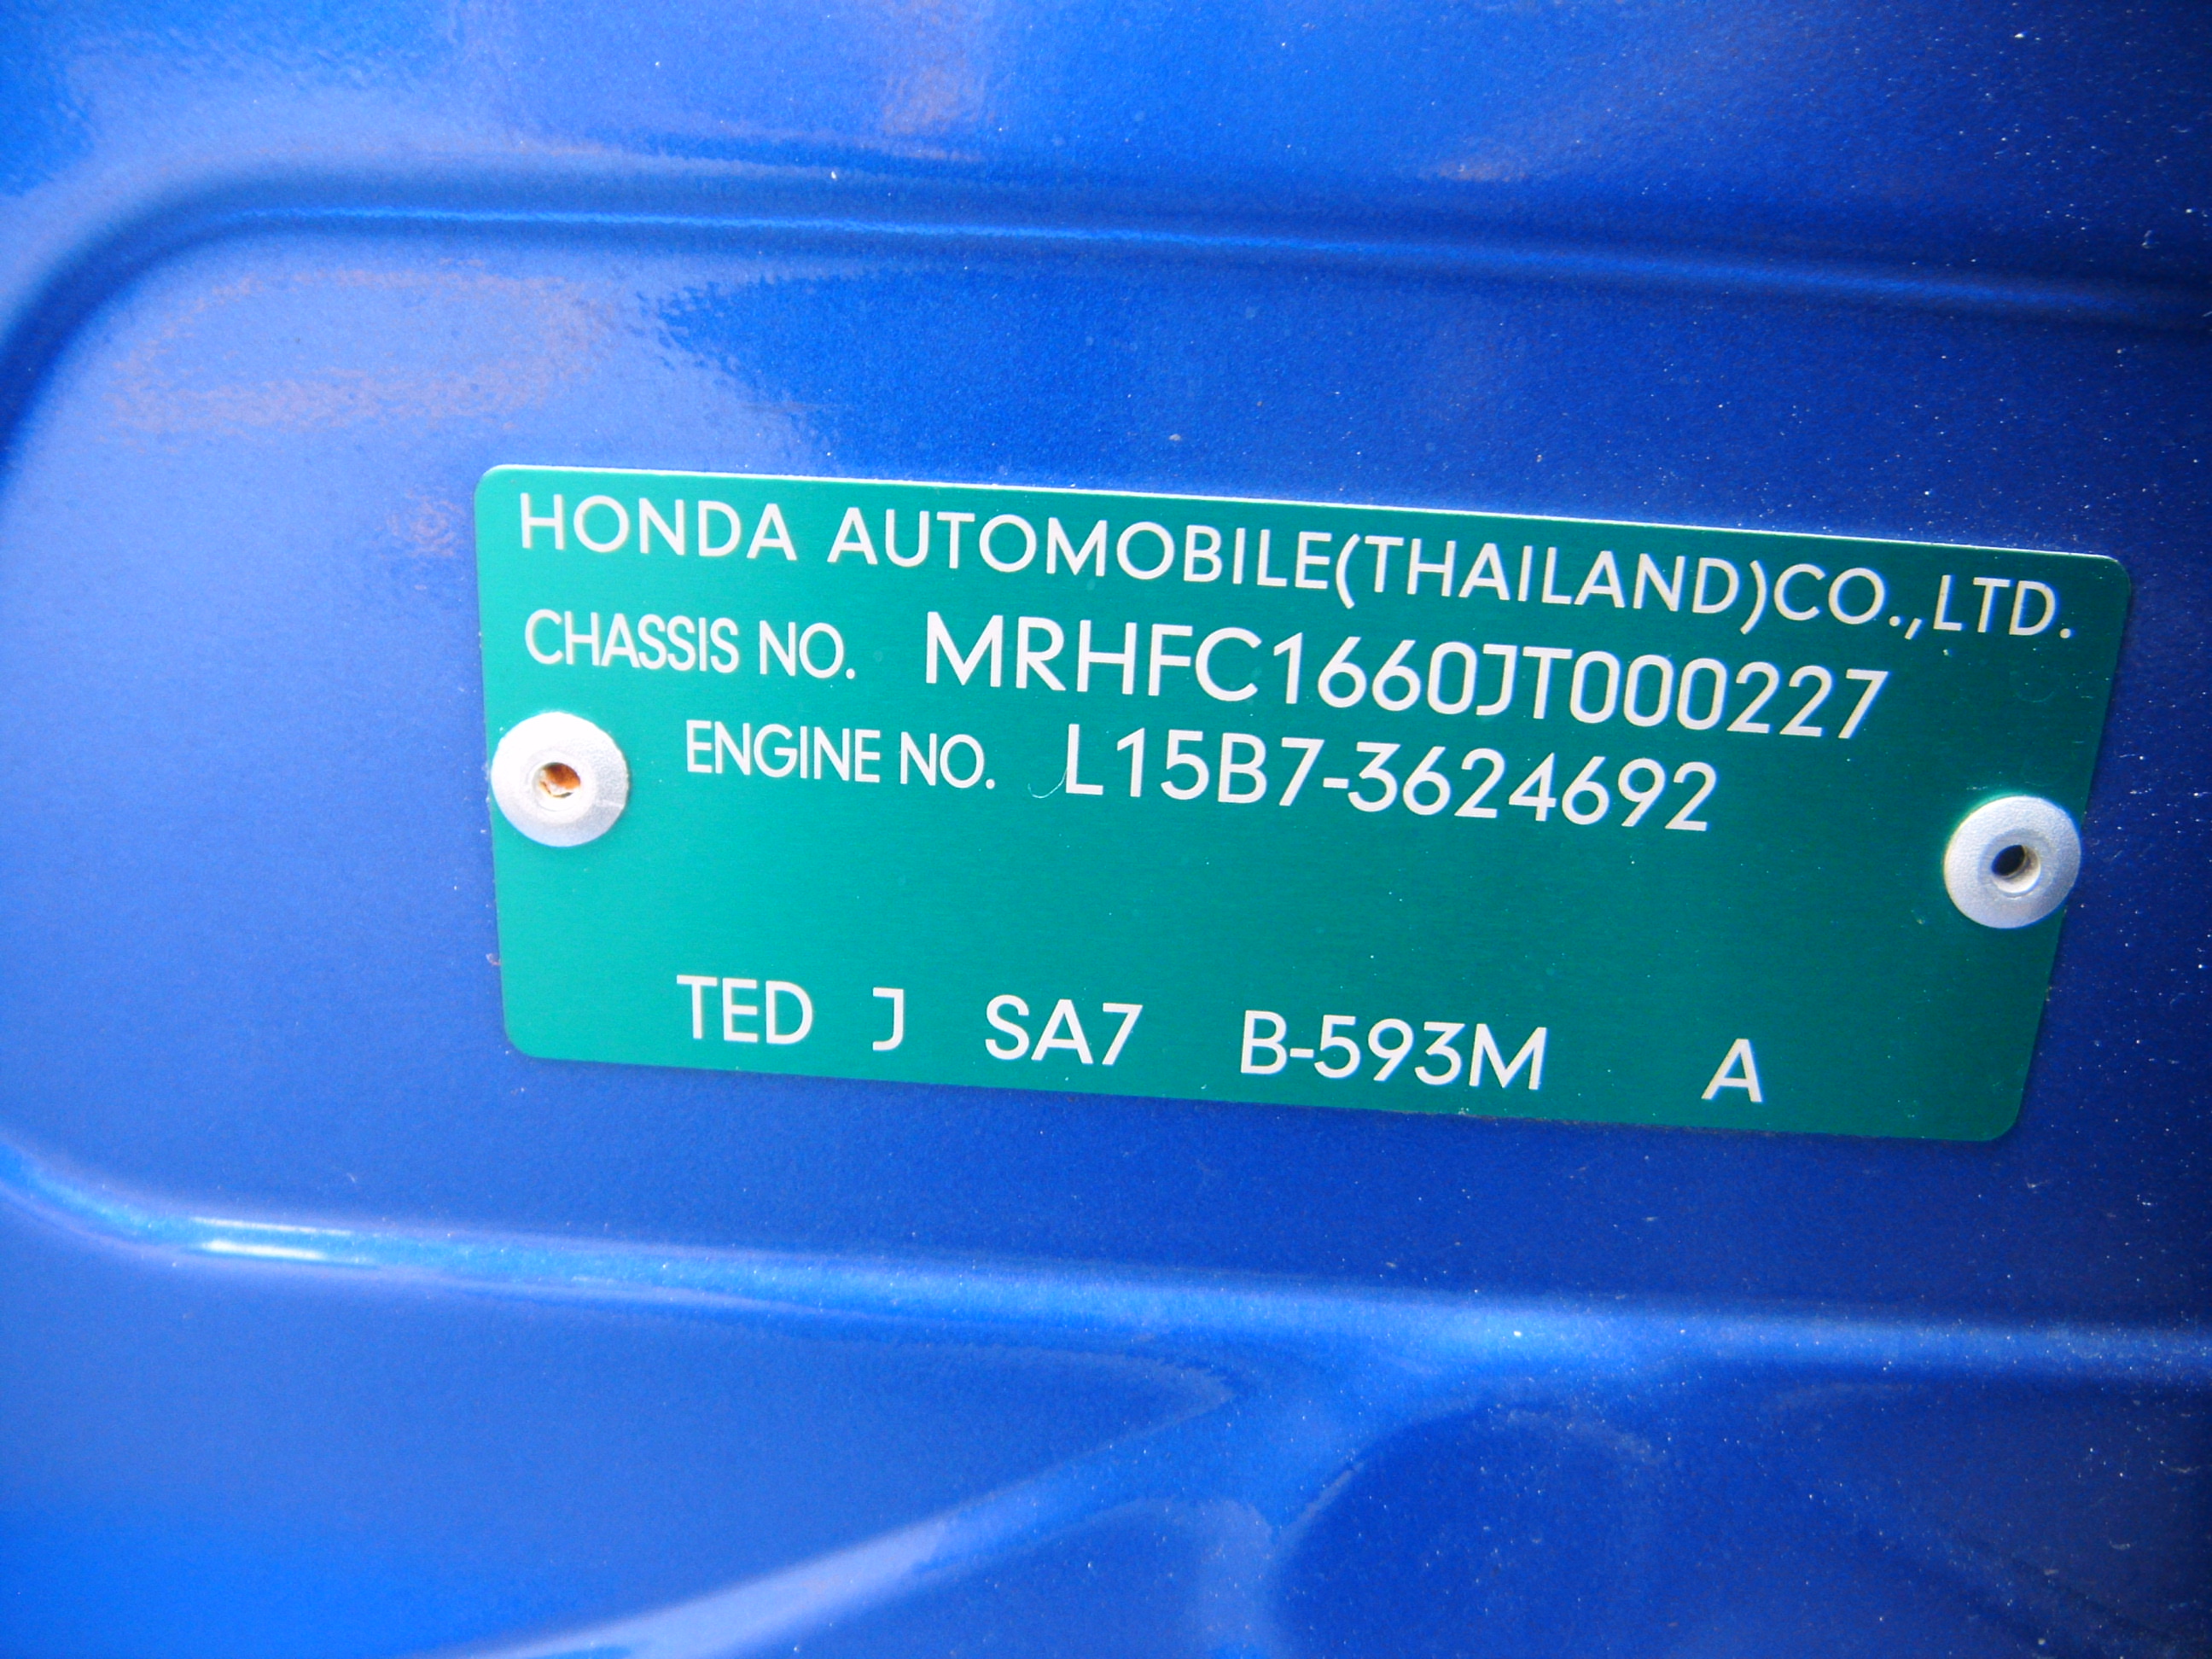 HONDA AUTOMOBILE(THAILAND)CO.,LTD.
CHASSIS NO. MRHFC1660JT000227
ENGINE NO. L15B7-3624692
TED J SA7 B-593M A